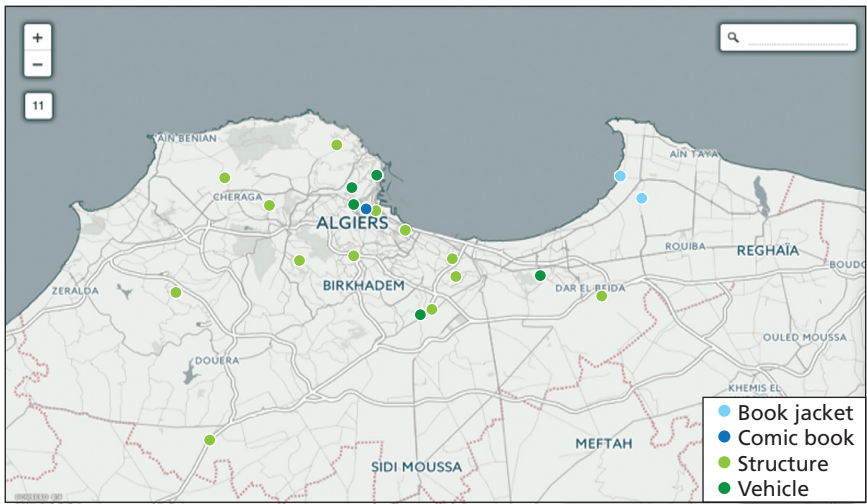 +
−
11
AIN BENIAN
AÏN TAYA
CHERAGA
ALGIERS
ROUIBA
REGHAÏA
BOUDO
ZERALDA
BIRKHADEM
DAR EL BEIDA
OULED MOUSSA
DOUERA
KHEMIS EL
Book jacket
Comic book
Structure
Vehicle
MEFTAH
SIDI MOUSSA